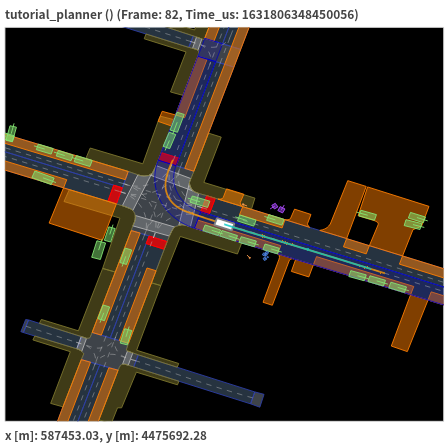 tutorial_planner () (Frame: 82, Time_us: 1631806348450056)
x [m]: 587453.03, y [m]: 4475692.28